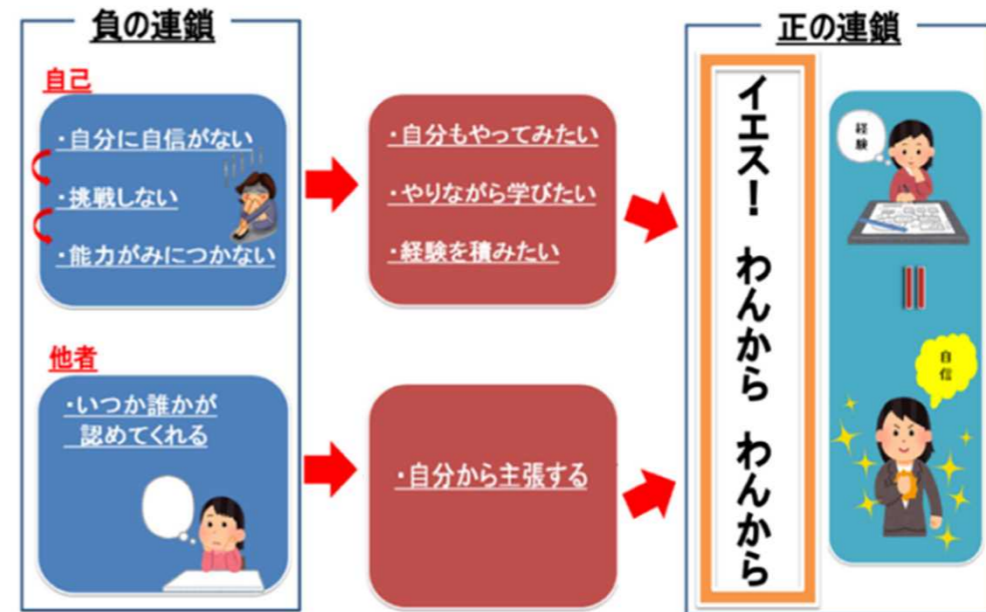 負の連鎖
自己
・自分に自信がない
・挑戦しない
・能力がみにつかない
他者
・いつか誰かが
認めてくれる
・自分もやってみたい
・やりながら学びたい
・経験を積みたい
・自分から主張する
正の連鎖
イエス！ わんから わんから
経験
自信